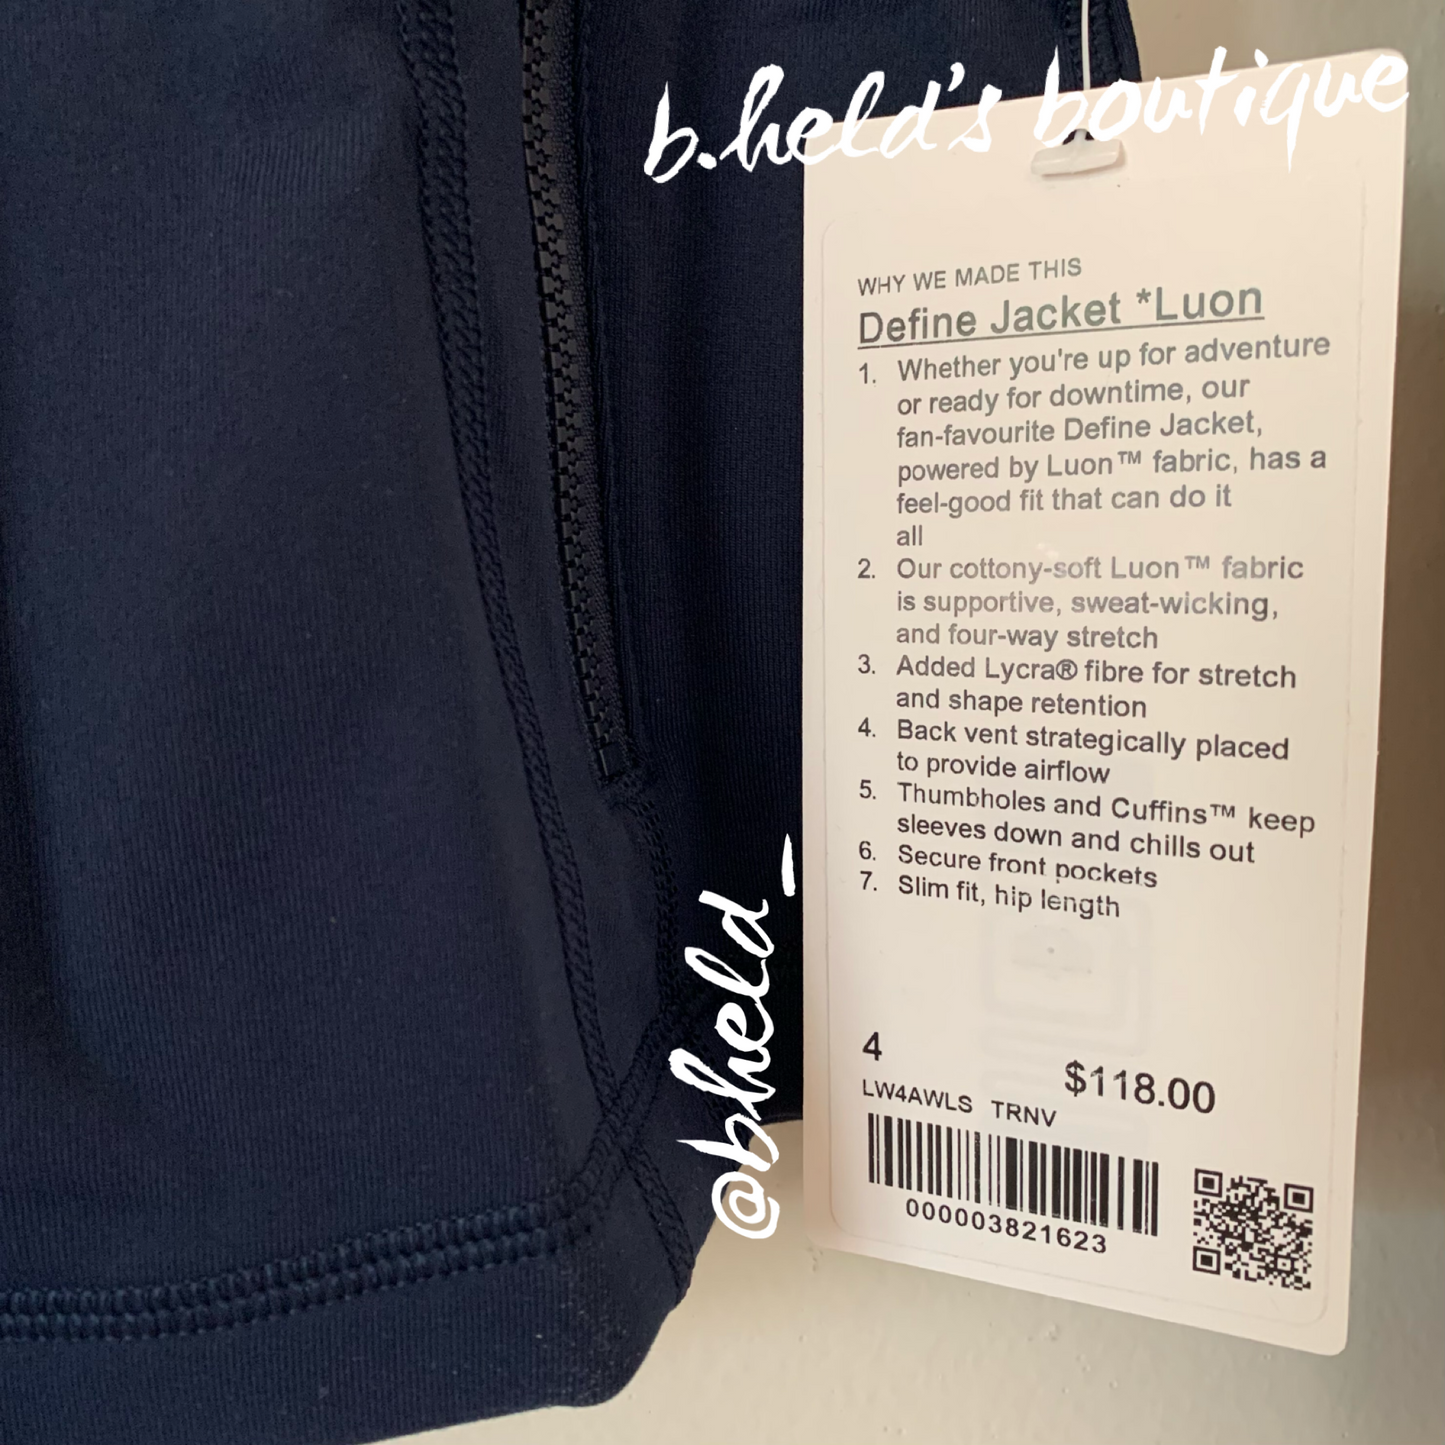 b.held's boutique
WHY WE MADE THIS
Define Jacket *Luon
1. Whether you're up for adventure
or ready for downtime, our
fan-favourite Define Jacket,
powered by Luon™ fabric, has a
feel-good fit that can do it
all
2. Our cottony-soft Luon™ fabric
is supportive, sweat-wicking,
and four-way stretch
3. Added Lycra® fibre for stretch
and shape retention
4. Back vent strategically placed
to provide airflow
5. Thumbholes and Cuffins™ keep
sleeves down and chills out
6. Secure front pockets
7. Slim fit, hip length
@bheld_
4
$118.00
LW4AWLS TRNV
000003821623